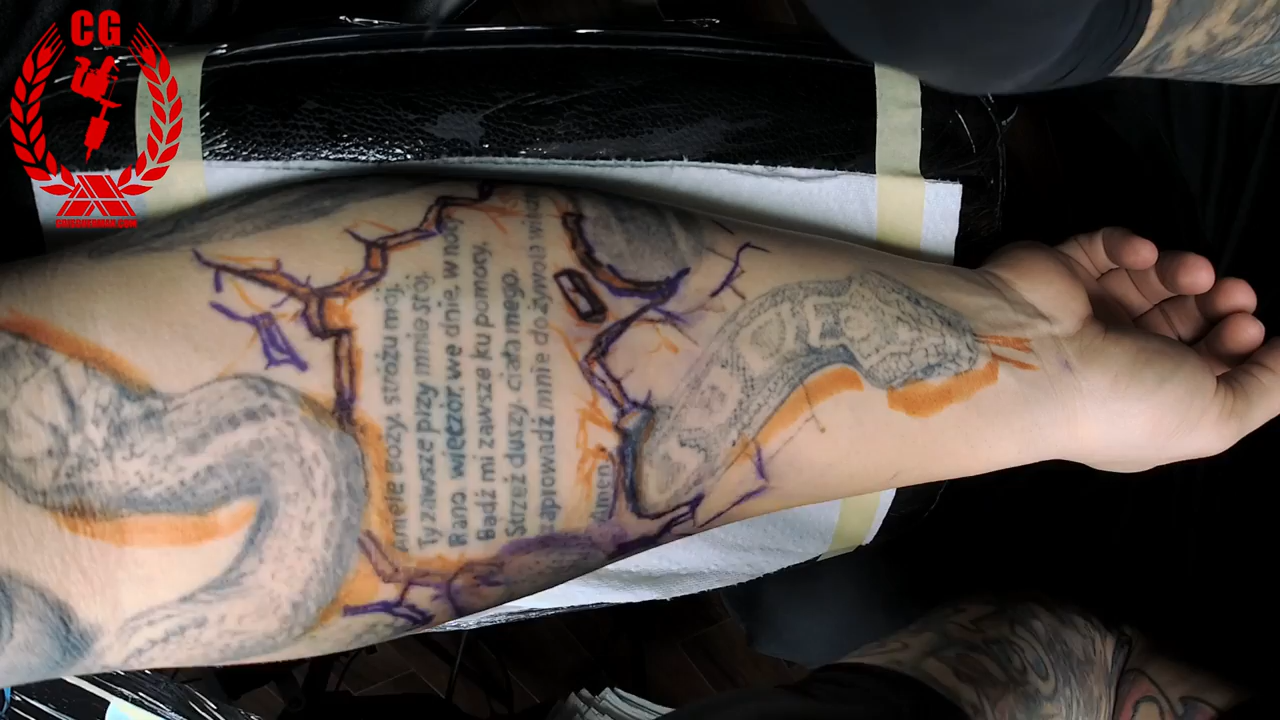 CG
Aniele Boży, stróżu mój,
Ty zawsze przy mnie stój.
Rano, wieczór, we dnie, w nocy,
Bądź mi zawsze ku pomocy,
Strzeż duszy, ciała mego,
zaprowadź mnie do żywota
Amen.